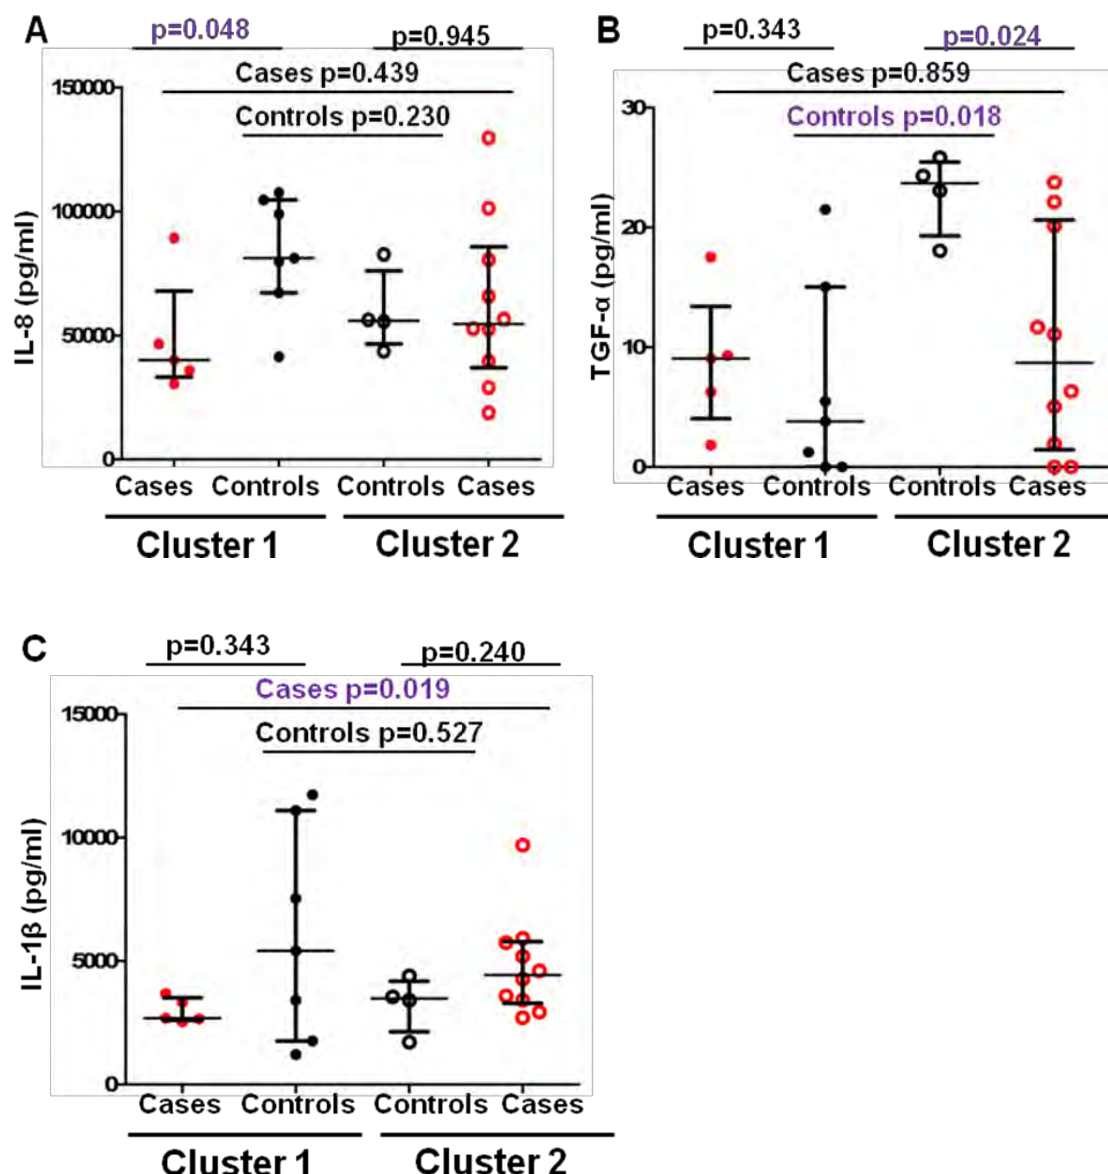 A
p=0.048
p=0.945
Cases p=0.439
Controls p=0.230
150000
100000
50000
0
IL-8 (pg/ml)
Cases Controls Controls Cases
Cluster 1 Cluster 2
B
p=0.343
p=0.024
Cases p=0.859
Controls p=0.018
30
20
10
0
TGF-α (pg/ml)
Cases Controls Controls Cases
Cluster 1 Cluster 2
C
p=0.343
p=0.240
Cases p=0.019
Controls p=0.527
15000
10000
5000
0
IL-1β (pg/ml)
Cases Controls Controls Cases
Cluster 1 Cluster 2